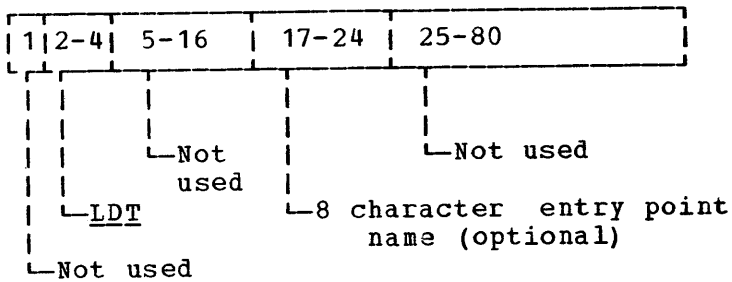 1 2-4 5-16 17-24 25-80
Not used
Not used
LDT
8 character entry point name (optional)
Not used